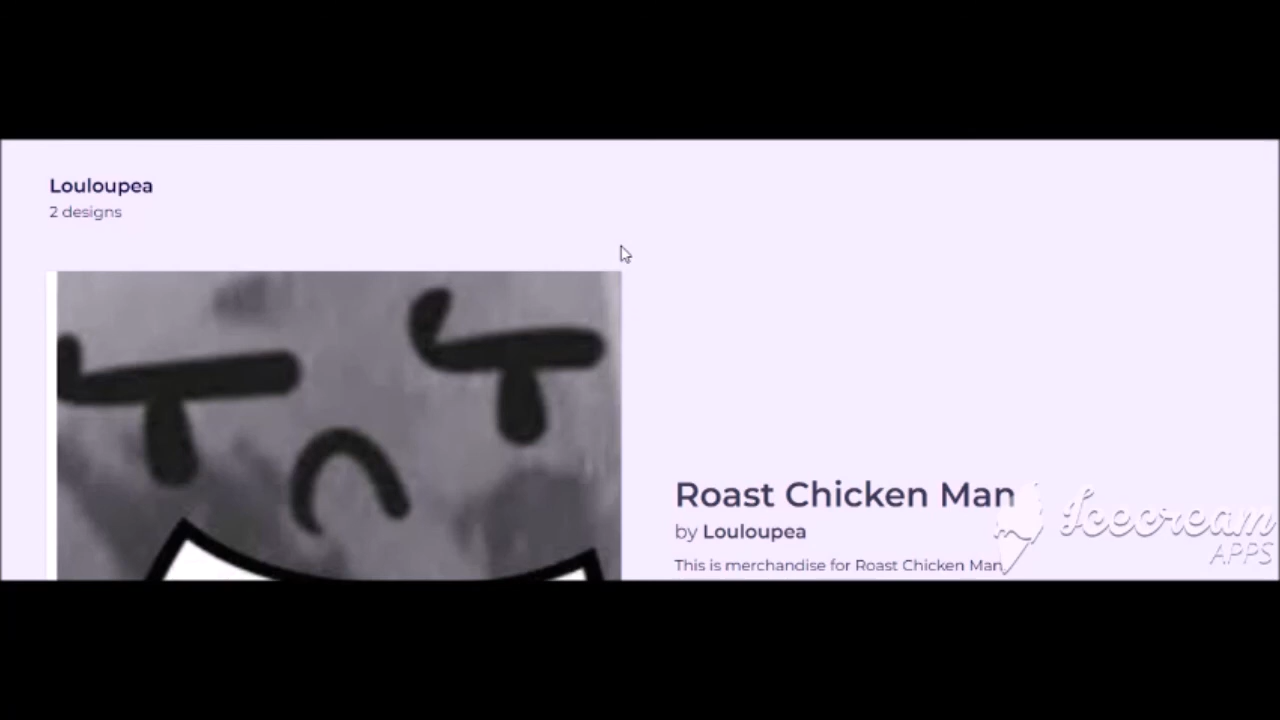 Louloupea
2 designs
Roast Chicken Man
by Louloupea
This is merchandise for Roast Chicken Man
Icecream
APPS